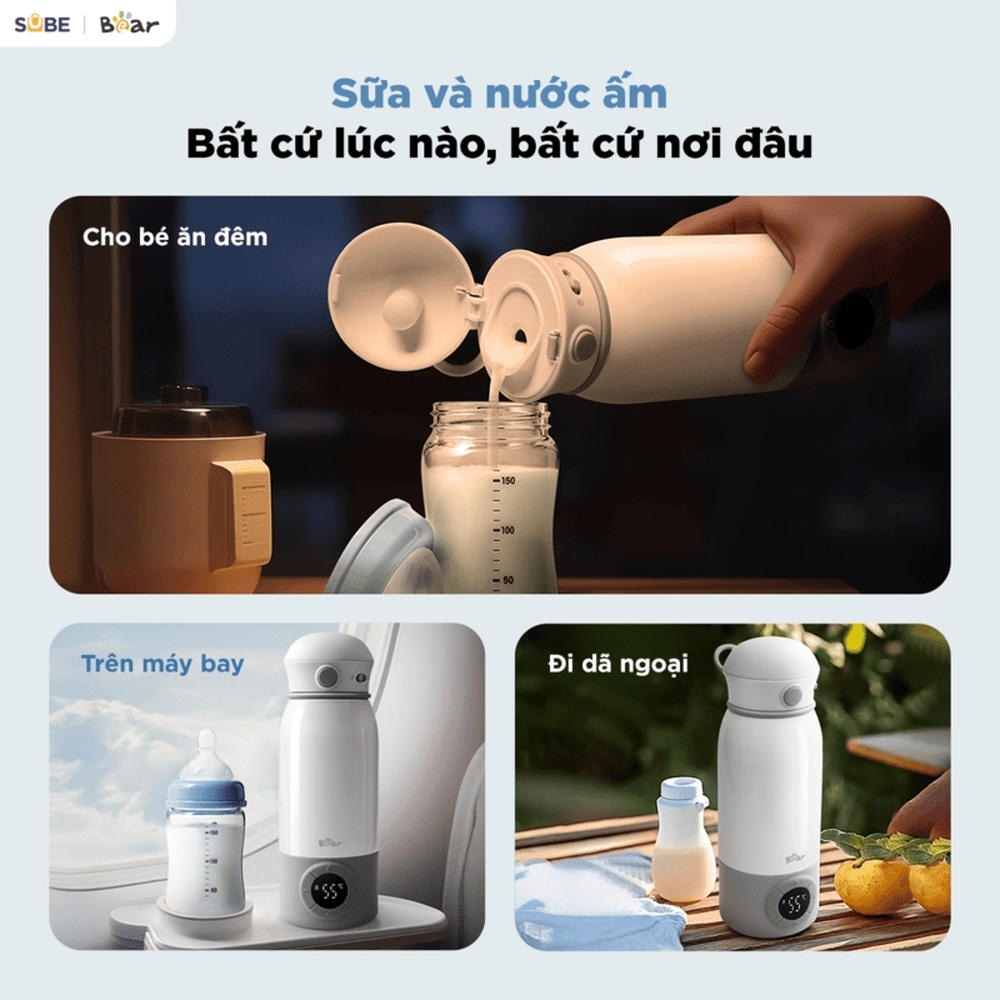 SUBE | Bear
Sữa và nước ấm
Bất cứ lúc nào, bất cứ nơi đâu
Cho bé ăn đêm
150
100
50
Trên máy bay
150
100
50
Bear
55°C
Đi dã ngoại
Bear
55°C